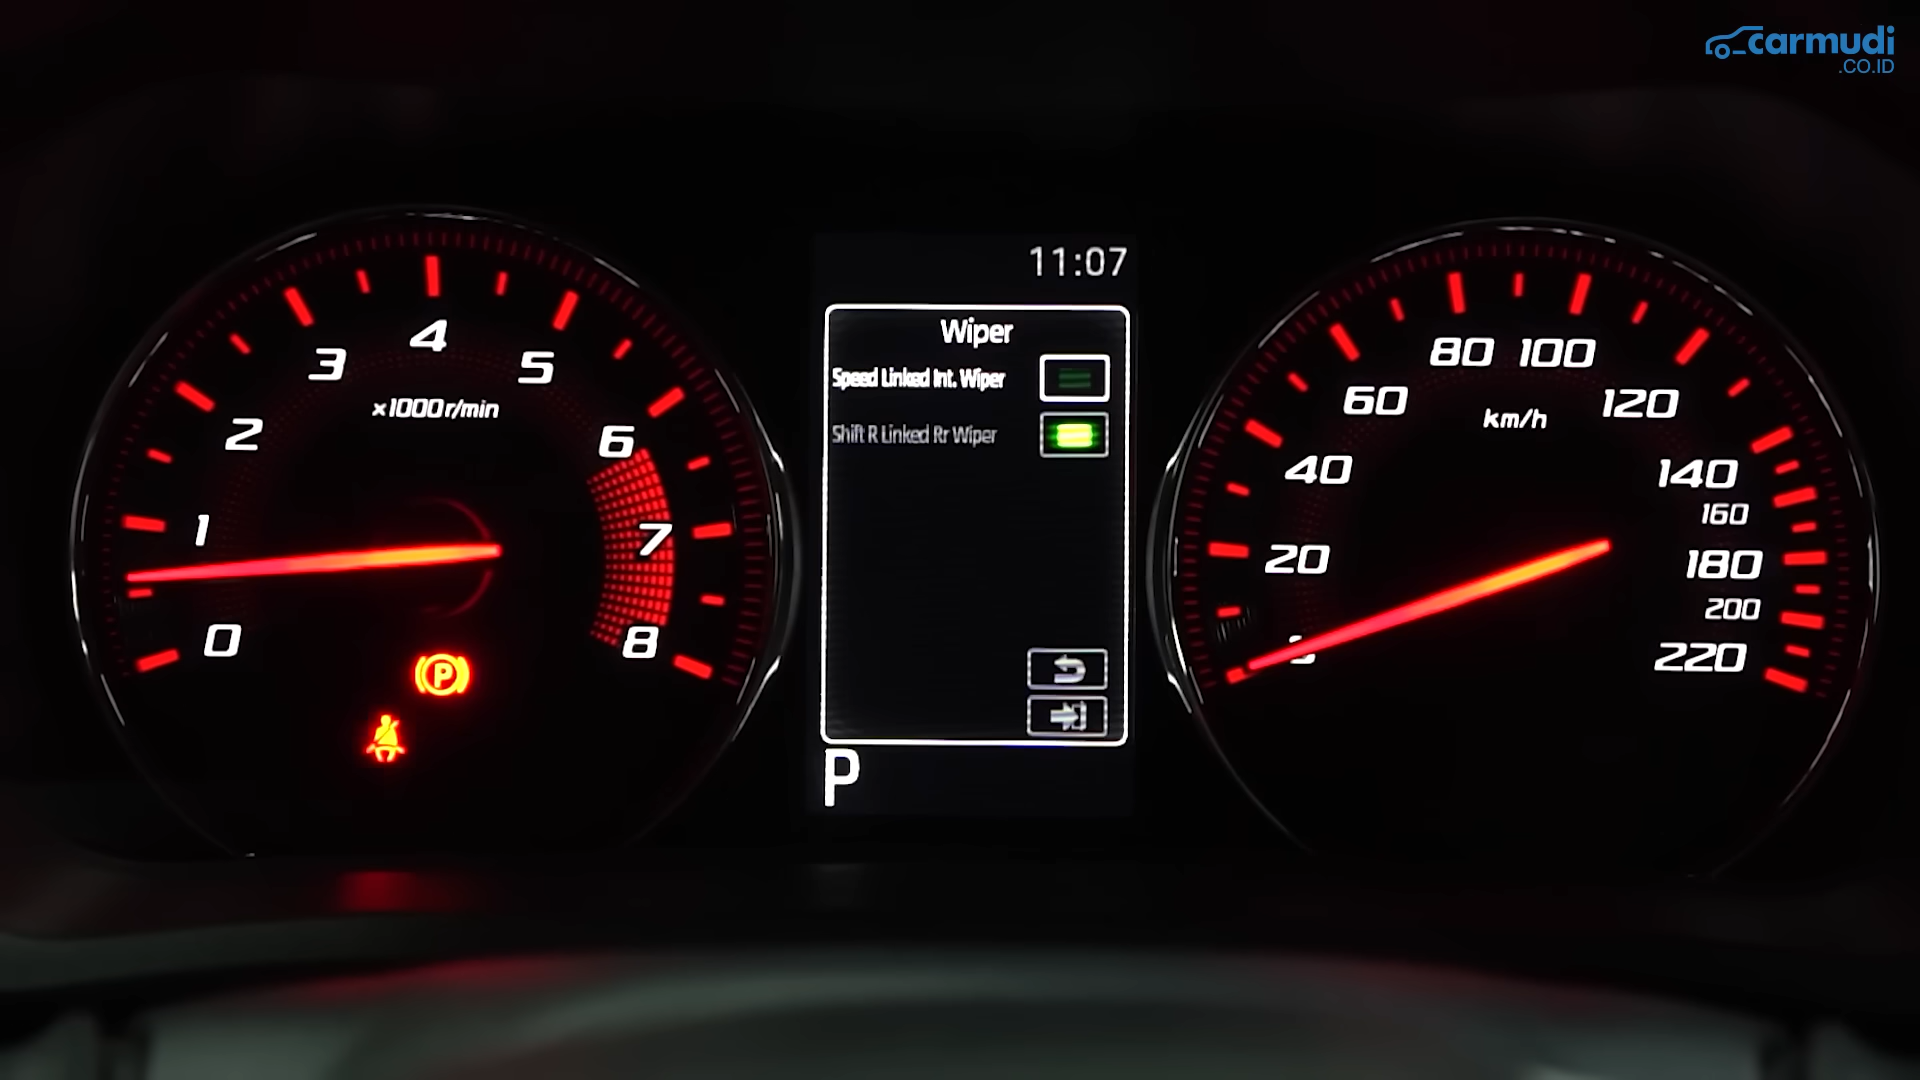 carmudi
.CO.ID
11:07
Wiper
Speed Linked Int. Wiper
Shift R Linked Rr Wiper
P
0
1
2
3
4
5
6
7
8
x1000r/min
P
20
40
60
80
100
120
140
160
180
200
220
km/h